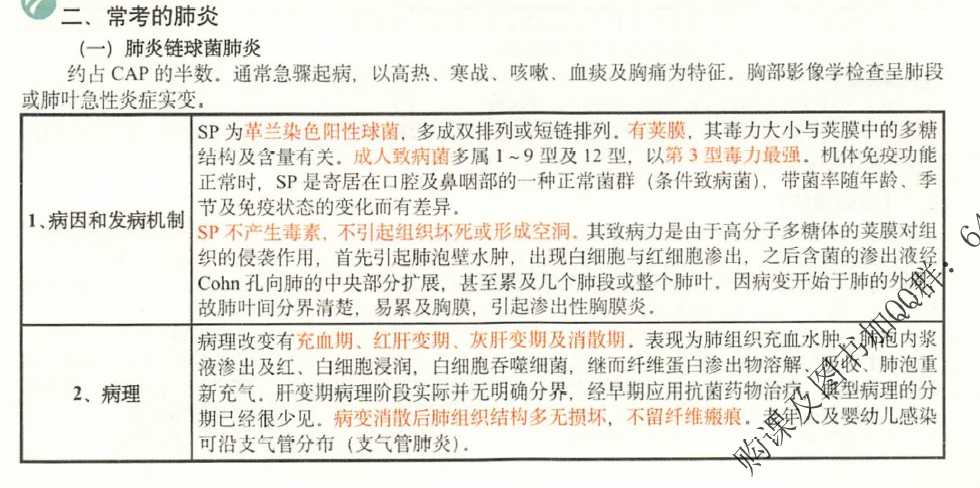 二、常考的肺炎
（一）肺炎链球菌肺炎
约占 CAP 的半数。通常急骤起病，以高热、寒战、咳嗽、血痰及胸痛为特征。胸部影像学检查呈肺段
或肺叶急性炎症实变。
1、病因和发病机制
SP 为革兰染色阳性球菌，多成双排列或短链排列。有荚膜，其毒力大小与荚膜中的多糖
结构及含量有关。成人致病菌多属 1～9 型及 12 型，以第 3 型毒力最强。机体免疫功能
正常时，SP 是寄居在口腔及鼻咽部的一种正常菌群（条件致病菌），带菌率随年龄、季
节及免疫状态的变化而有差异。
SP 不产生毒素，不引起组织坏死或形成空洞。其致病力是由于高分子多糖体的荚膜对组
织的侵袭作用，首先引起肺泡壁水肿，出现白细胞与红细胞渗出，之后含菌的渗出液经
Cohn 孔向肺的中央部分扩展，甚至累及几个肺段或整个肺叶。因病变开始于肺的外
故肺叶间分界清楚，易累及胸膜，引起渗出性胸膜炎。
2、病理
病理改变有充血期、红肝变期、灰肝变期及消散期。表现为肺组织充血水肿，肺泡内浆
液渗出及红、白细胞浸润，白细胞吞噬细菌，继而纤维蛋白渗出物溶解、吸收、肺泡重
新充气。肝变期病理阶段实际并无明确分界，经早期应用抗菌药物治疗，典型病理的分
期已经很少见。病变消散后肺组织结构多无损坏，不留纤维瘢痕。老年人及婴幼儿感染
可沿支气管分布（支气管肺炎）。
购课及图书加QQ群：64